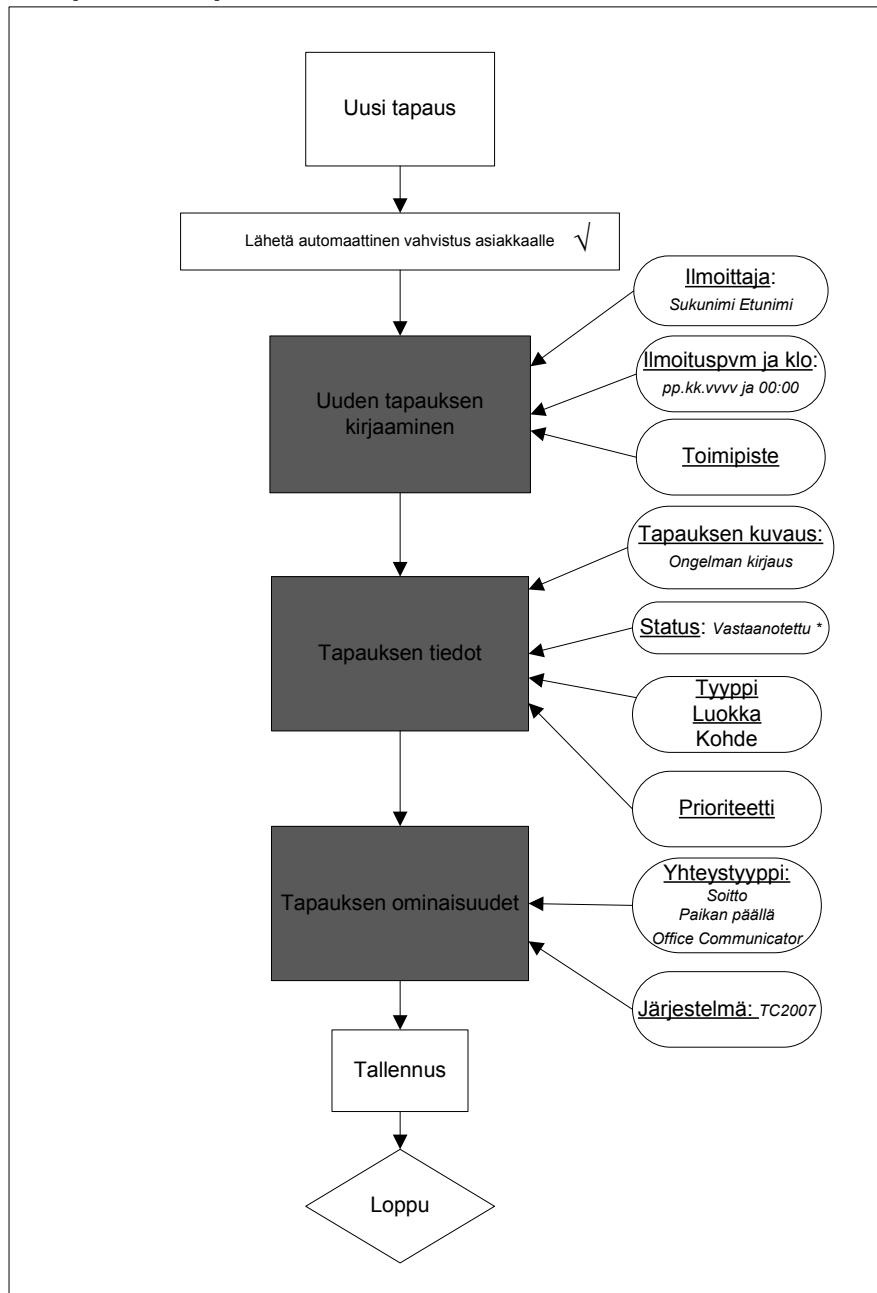 Uusi tapaus
Lähetä automaattinen vahvistus asiakkaalle √
Ilmoittaja:
Sukunimi Etunimi
Uuden tapauksen
kirjaaminen
Ilmoituspvm ja klo:
pp.kk.vvvv ja 00:00
Toimipiste
Tapauksen kuvaus:
Ongelman kirjaus
Tapauksen tiedot
Status: Vastaanotettu *
Tyyppi
Luokka
Kohde
Prioriteetti
Tapauksen ominaisuudet
Yhteystyyppi:
Soitto
Paikan päällä
Office Communicator
Järjestelmä: TC2007
Tallennus
Loppu